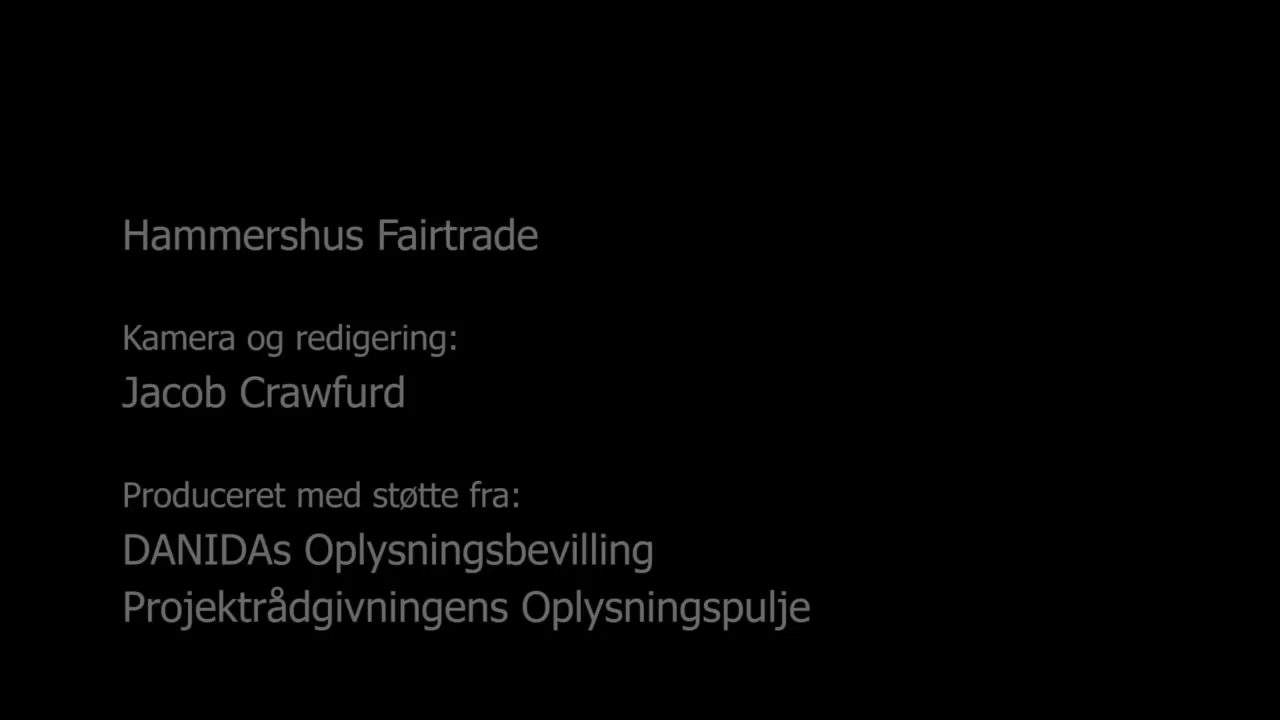 Hammershus Fairtrade
Kamera og redigering:
Jacob Crawfurd
Produceret med støtte fra:
DANIDAs Oplysningsbevilling
Projektrådgivningens Oplysningspulje